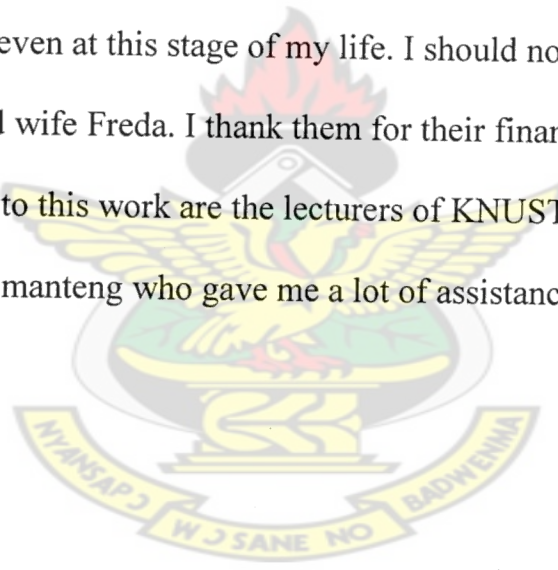 even at this stage of my life. I should no
wife Freda. I thank them for their finan
to this work are the lecturers of KNUST
manteng who gave me a lot of assistanc
NYANSAPƆ WƆSANE NO BADWENMA